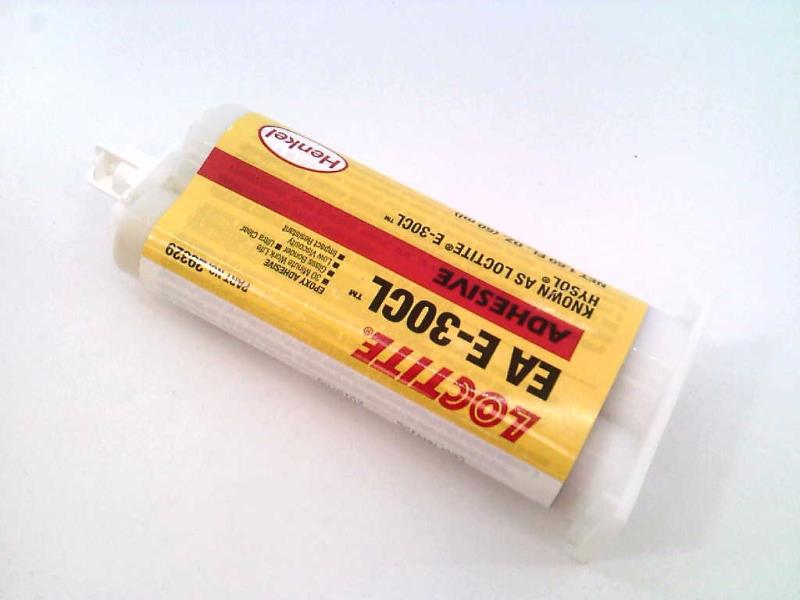 LOCTITE®
EA E-30CL™
ADHESIVE
KNOWN AS LOCTITE® E-30CL™
HYSOL®
NET 1.69 FL. OZ (50 ml)
EPOXY ADHESIVE
■ 30 Minute Work Life
■ Glass Bonder ■ Ultra Clear
■ Low Viscosity
■ Impact Resistant
PART NO. 29329
Henkel